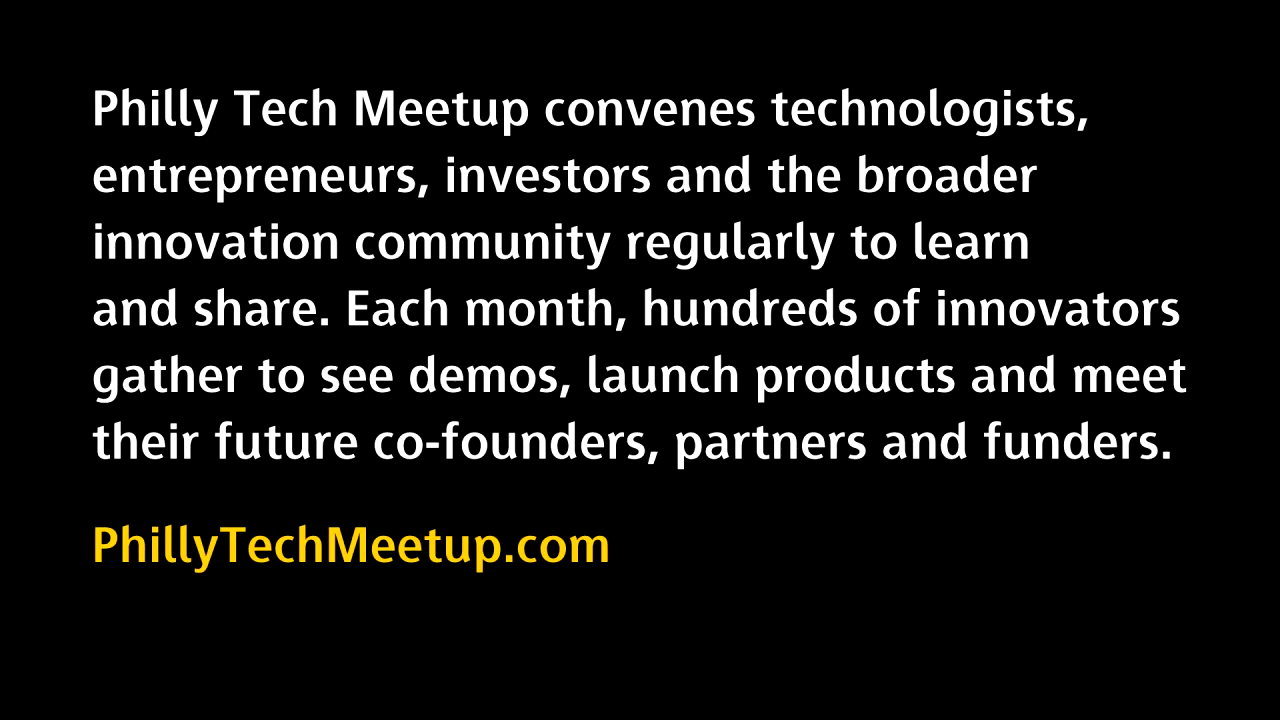 Philly Tech Meetup convenes technologists,
entrepreneurs, investors and the broader
innovation community regularly to learn
and share. Each month, hundreds of innovators
gather to see demos, launch products and meet
their future co-founders, partners and funders.
PhillyTechMeetup.com